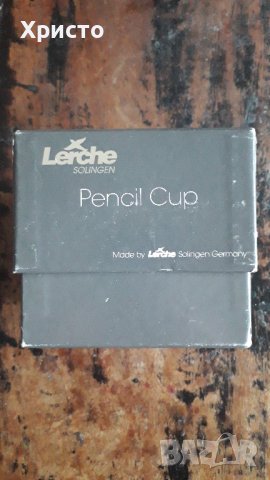 Христо
Lerche
SOLINGEN
Pencil Cup
Made by Lerche Solingen Germany
BAZAR